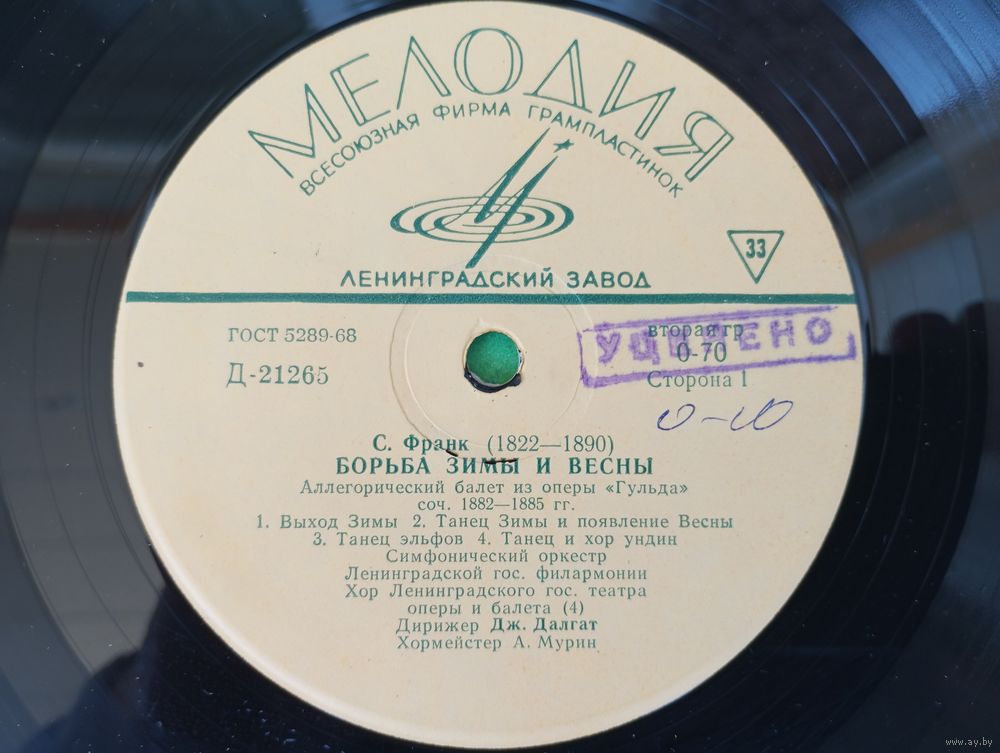 МЕЛОДИЯ
ВСЕСОЮЗНАЯ ФИРМА ГРАМПЛАСТИНОК
33
ЛЕНИНГРАДСКИЙ ЗАВОД
ГОСТ 5289-68
Д-21265
вторая гр
0-70
Сторона 1
УЦЕНЕНО
0-10
С. Франк (1822—1890)
БОРЬБА ЗИМЫ И ВЕСНЫ
Аллегорический балет из оперы «Гульда»
соч. 1882—1885 гг.
1. Выход Зимы 2. Танец Зимы и появление Весны
3. Танец эльфов 4. Танец и хор ундин
Симфонический оркестр
Ленинградской гос. филармонии
Хор Ленинградского гос. театра
оперы и балета (4)
Дирижер Дж. Далгат
Хормейстер А. Мурин
www.ay.by